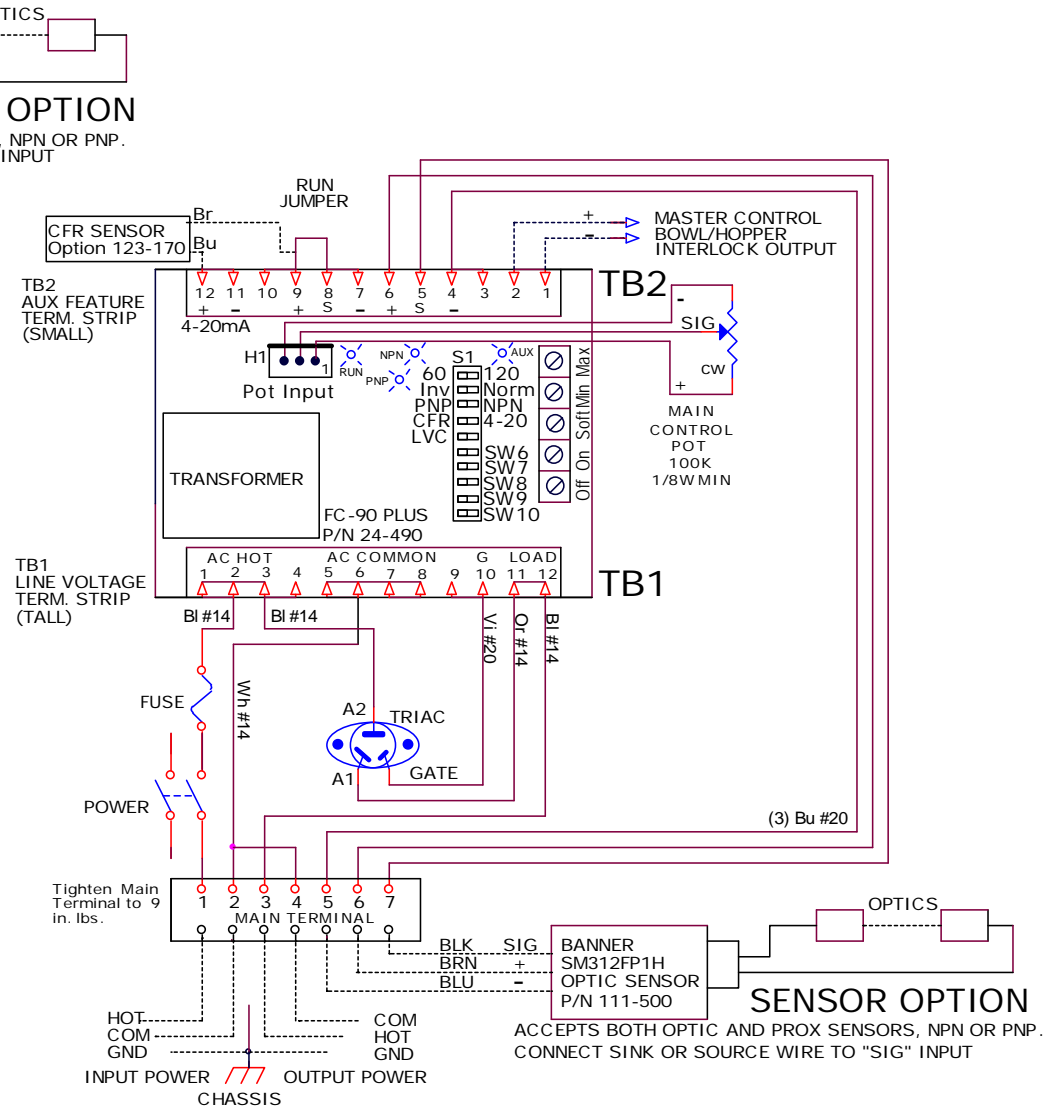 TICS
OPTION
, NPN OR PNP.
INPUT
RUN
JUMPER
CFR SENSOR
Option 123-170
Br
Bu
+
-
MASTER CONTROL
BOWL/HOPPER
INTERLOCK OUTPUT
TB2
AUX FEATURE
TERM. STRIP
(SMALL)
12 11 10 9 8 7 6 5 4 3 2 1
+ - + S - + S -
4-20mA
TB2
H1
1
Pot Input
RUN
NPN
PNP
AUX
S1
60 120
Inv Norm
PNP NPN
CFR 4-20
LVC
SW6
SW7
SW8
SW9
SW10
Max
Min
Soft
On
Off
-
SIG
CW
+
MAIN
CONTROL
POT
100K
1/8W MIN
TRANSFORMER
FC-90 PLUS
P/N 24-490
TB1
LINE VOLTAGE
TERM. STRIP
(TALL)
AC HOT AC COMMON G LOAD
1 2 3 4 5 6 7 8 9 10 11 12
TB1
Bl #14
Bl #14
Vi #20
Or #14
Bl #14
Wh #14
FUSE
A2
TRIAC
A1
GATE
POWER
(3) Bu #20
Tighten Main
Terminal to 9
in. lbs.
1 2 3 4 5 6 7
MAIN TERMINAL
BLK SIG
BRN +
BLU -
BANNER
SM312FP1H
OPTIC SENSOR
P/N 111-500
OPTICS
SENSOR OPTION
ACCEPTS BOTH OPTIC AND PROX SENSORS, NPN OR PNP.
CONNECT SINK OR SOURCE WIRE TO "SIG" INPUT
HOT
COM
GND
COM
HOT
GND
INPUT POWER
OUTPUT POWER
CHASSIS